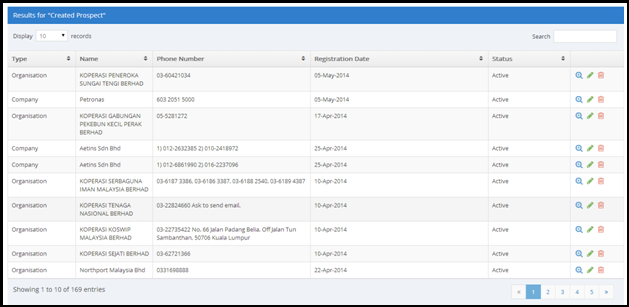 Results for "Created Prospect"
Display 10 records Search
Type Name Phone Number Registration Date Status
Organisation KOPERASI PENEROKA 03-60421034 05-May-2014 Active
SUNGAI TENGI BERHAD
Company Petronas 603 2051 5000 05-May-2014 Active
Organisation KOPERASI GABUNGAN 05-5281272 17-Apr-2014 Active
PEKEBUN KECIL PERAK
BERHAD
Company Aetins Sdn Bhd 1) 012-2632385 2) 010-2418972 25-Apr-2014 Active
Company Aetins Sdn Bhd 1) 012-6861990 2) 016-2237096 25-Apr-2014 Active
Organisation KOPERASI SERBAGUNA 03-6187 3386, 03-6186 3387, 03-6188 2540, 03-6189 4387 10-Apr-2014 Active
IMAN MALAYSIA BERHAD
Organisation KOPERASI TENAGA 03-22824660 Ask to send email. 10-Apr-2014 Active
NASIONAL BERHAD
Organisation KOPERASI KOSWIP 03-22735422 No, 66 Jalan Padang Belia, Off Jalan Tun 10-Apr-2014 Active
MALAYSIA BERHAD Sambanthan, 50706 Kuala Lumpur
Organisation KOPERASI SEJATI BERHAD 03-62721366 10-Apr-2014 Active
Organisation Northport Malaysia Bhd 0331698888 22-Apr-2014 Active
Showing 1 to 10 of 169 entries « 1 2 3 4 5 »